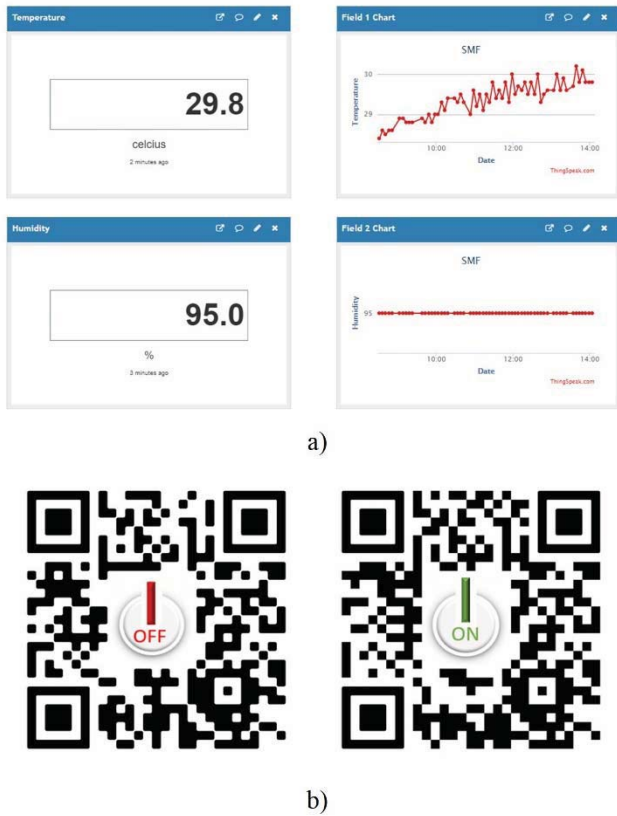 Temperature
29.8
celcius
2 minutes ago
Field 1 Chart
SMF
Temperature
30
29
10:00 12:00 14:00
Date
ThingSpeak.com
Humidity
95.0
%
3 minutes ago
Field 2 Chart
SMF
Humidity
95
10:00 12:00 14:00
Date
ThingSpeak.com
a)
OFF
ON
b)